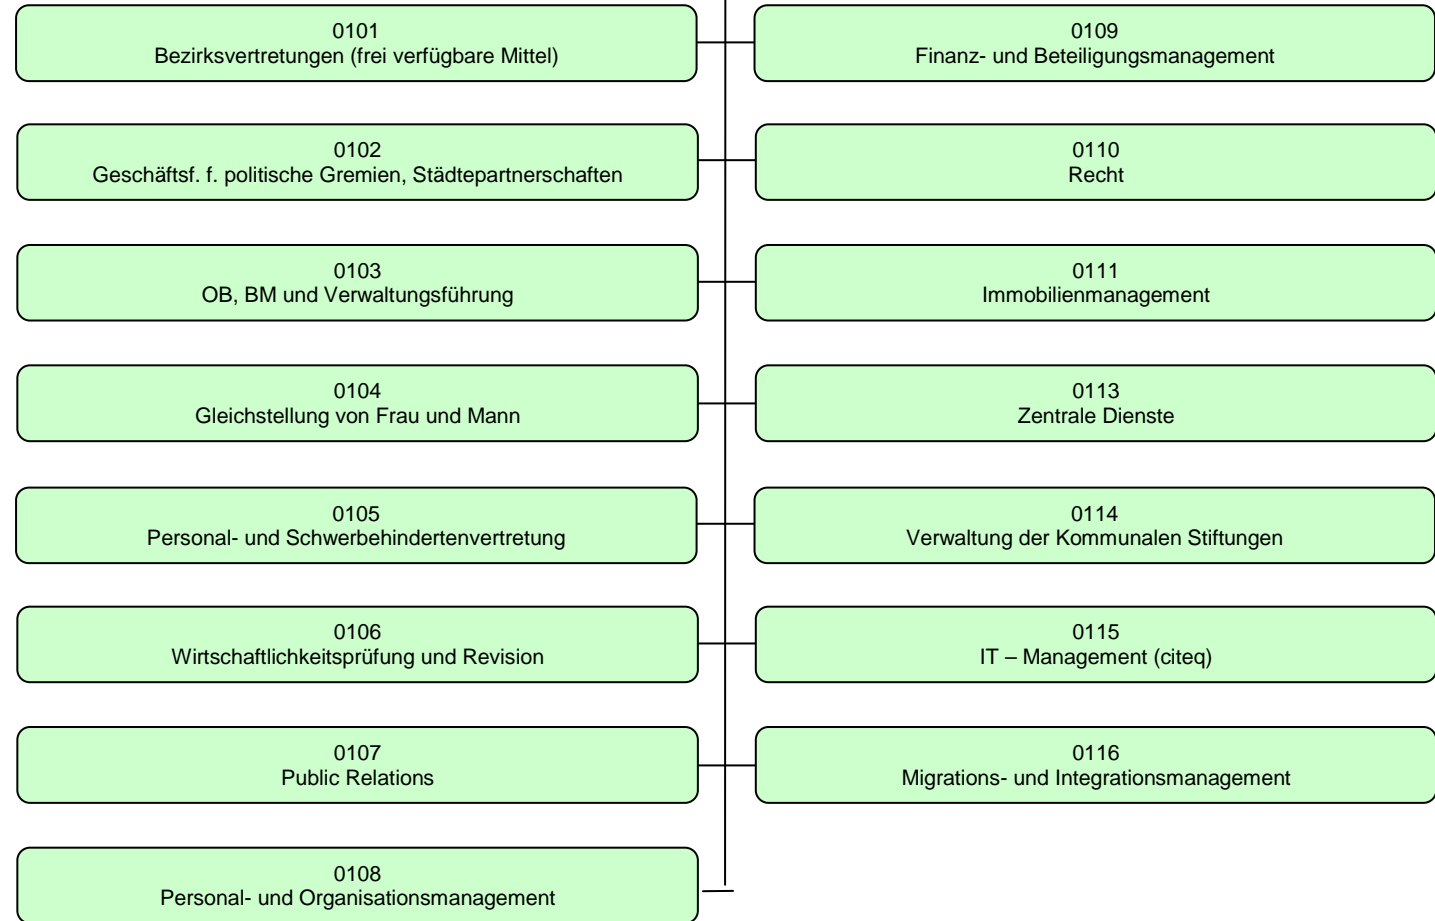 0101
Bezirksvertretungen (frei verfügbare Mittel)
0102
Geschäftsf. f. politische Gremien, Städtepartnerschaften
0103
OB, BM und Verwaltungsführung
0104
Gleichstellung von Frau und Mann
0105
Personal- und Schwerbehindertenvertretung
0106
Wirtschaftlichkeitsprüfung und Revision
0107
Public Relations
0108
Personal- und Organisationsmanagement
0109
Finanz- und Beteiligungsmanagement
0110
Recht
0111
Immobilienmanagement
0113
Zentrale Dienste
0114
Verwaltung der Kommunalen Stiftungen
0115
IT – Management (citeq)
0116
Migrations- und Integrationsmanagement